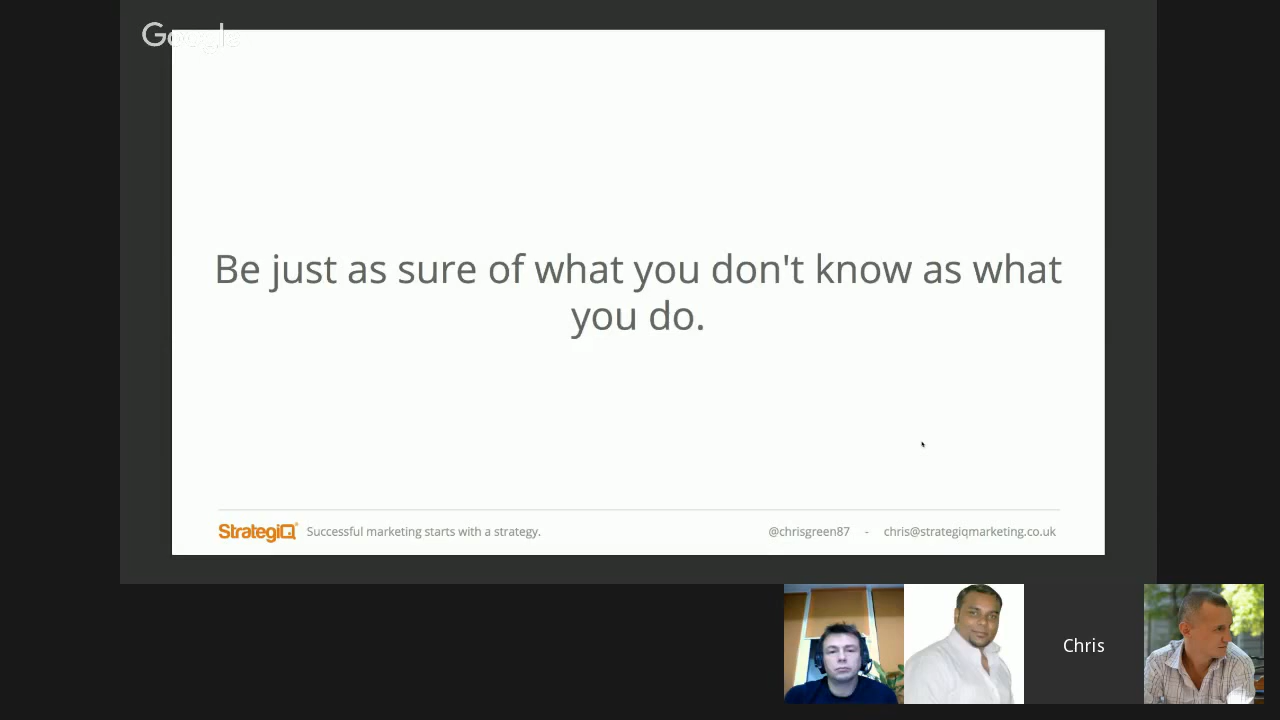 Google
Be just as sure of what you don't know as what
you do.
StrategiQ Successful marketing starts with a strategy. @chrisgreen87 - chris@strategiqmarketing.co.uk
Chris